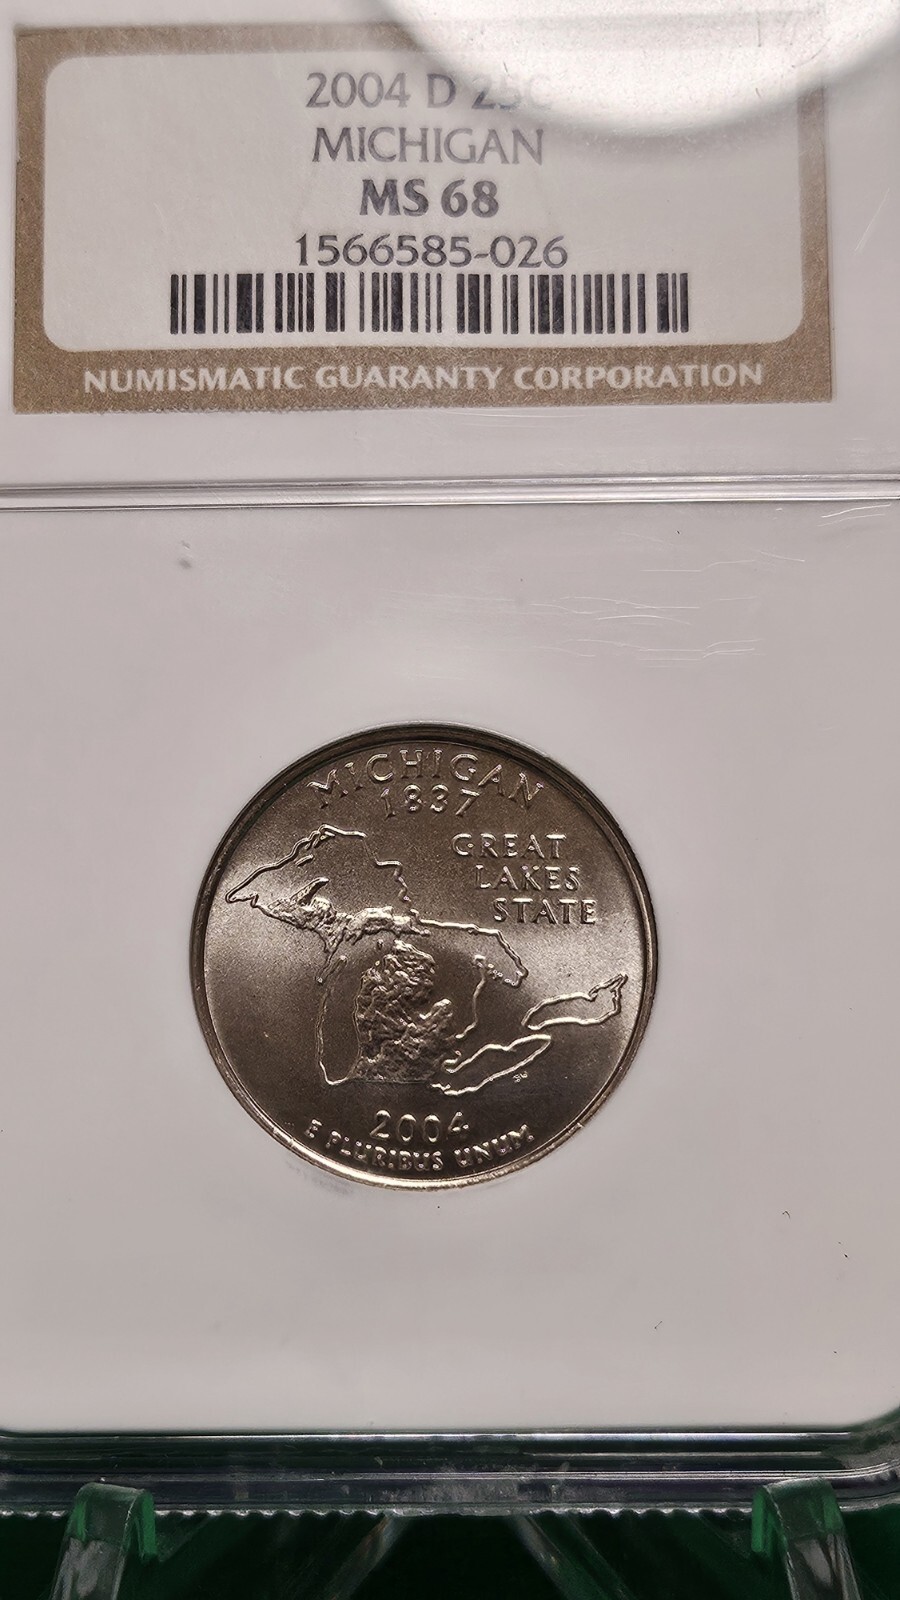 2004 D 25C
MICHIGAN
MS 68
1566585-026
NUMISMATIC GUARANTY CORPORATION
MICHIGAN
1837
GREAT
LAKES
STATE
2004
E PLURIBUS UNUM